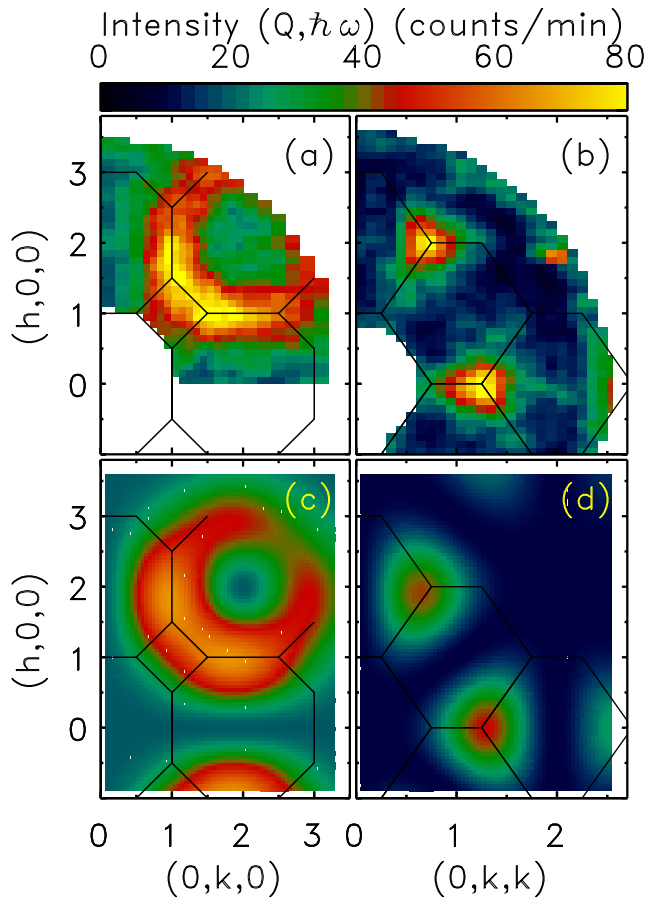 Intensity (Q,ℏ ω) (counts/min)
0 20 40 60 80
(a) (b)
3
2
1
0
(h,0,0)
(c) (d)
3
2
1
0
(h,0,0)
0 1 2 3 0 1 2
(0,k,0) (0,k,k)